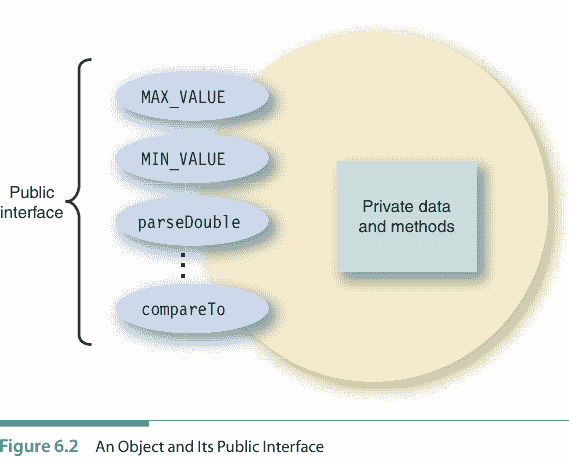 MAX_VALUE
MIN_VALUE
Public
interface
parseDouble
compareTo
Private data
and methods
Figure 6.2 An Object and Its Public Interface